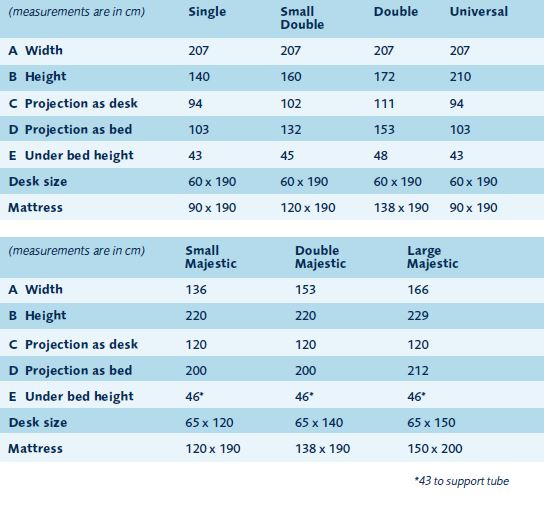 (measurements are in cm) Single Small Double Double Universal
A Width 207 207 207 207
B Height 140 160 172 210
C Projection as desk 94 102 111 94
D Projection as bed 103 132 153 103
E Under bed height 43 45 48 43
Desk size 60 x 190 60 x 190 60 x 190 60 x 190
Mattress 90 x 190 120 x 190 138 x 190 90 x 190
(measurements are in cm) Small Majestic Double Majestic Large Majestic
A Width 136 153 166
B Height 220 220 229
C Projection as desk 120 120 120
D Projection as bed 200 200 212
E Under bed height 46* 46* 46*
Desk size 65 x 120 65 x 140 65 x 150
Mattress 120 x 190 138 x 190 150 x 200
*43 to support tube